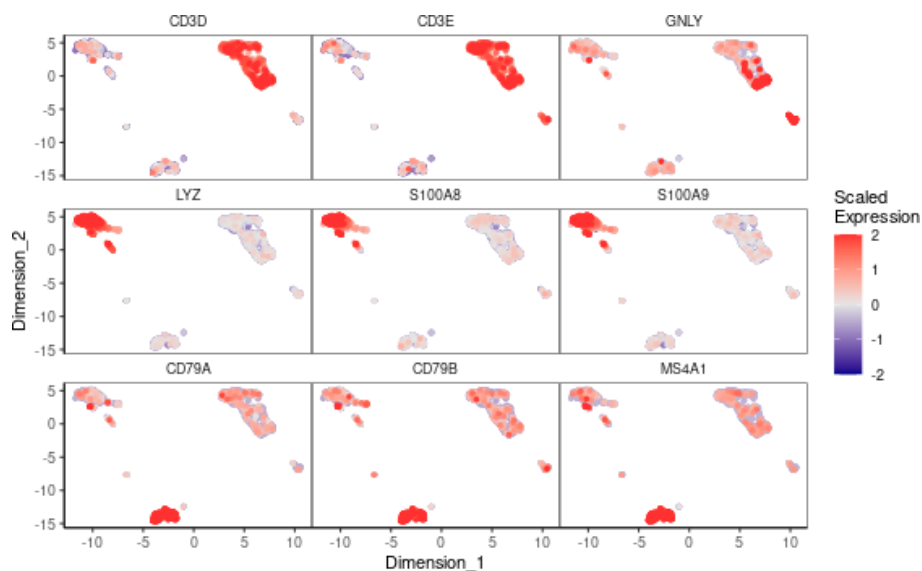 CD3D CD3E GNLY
5
0
-5
-10
-15
LYZ S100A8 S100A9
5
0
-5
-10
-15
CD79A CD79B MS4A1
5
0
-5
-10
-15
-10 -5 0 5 10 -10 -5 0 5 10 -10 -5 0 5 10
Dimension_1
Dimension_2
Scaled
Expression
2
1
0
-1
-2